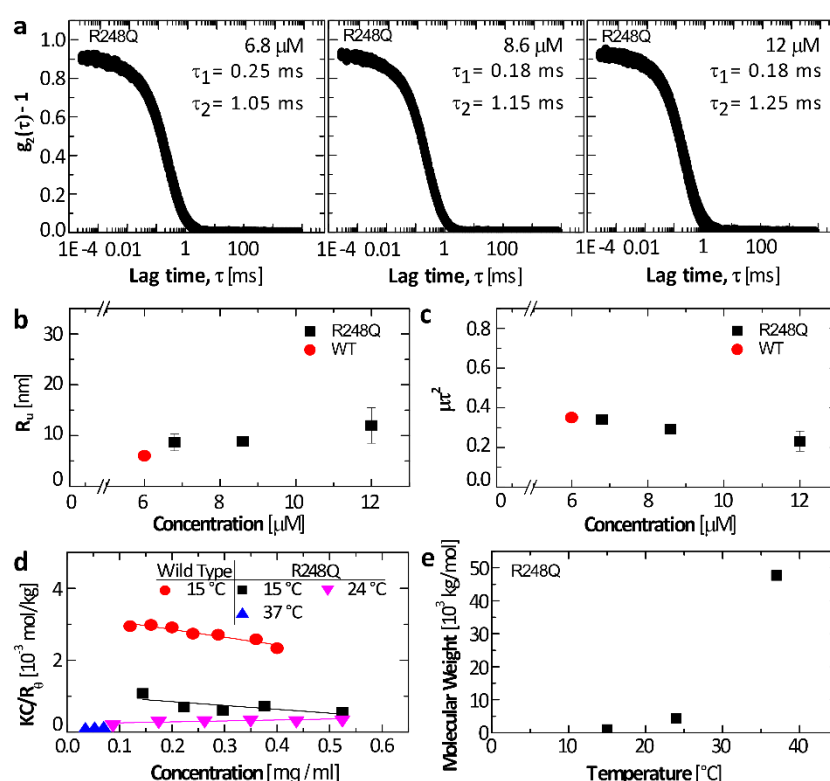 a
R248Q 6.8 μM
τ1= 0.25 ms
τ2= 1.05 ms
R248Q 8.6 μM
τ1= 0.18 ms
τ2= 1.15 ms
R248Q 12 μM
τ1= 0.18 ms
τ2= 1.25 ms
g2(τ)- 1
1.0
0.8
0.6
0.4
0.2
0.0
1E-4 0.01 1 100 1E-4 0.01 1 100 1E-4 0.01 1 100
Lag time, τ [ms] Lag time, τ [ms] Lag time, τ [ms]
b
R248Q
WT
Ru [nm]
30
20
10
0
0 6 8 10 12
Concentration [μM]
c
R248Q
WT
μτ²
0.8
0.6
0.4
0.2
0.0
0 6 8 10 12
Concentration [μM]
d
Wild Type R248Q
15 °C 15 °C 24 °C
37 °C
KC/Rθ [10⁻³ mol/kg]
4
2
0
0.0 0.1 0.2 0.3 0.4 0.5 0.6
Concentration [mg / ml]
e
R248Q
Molecular Weight [10³ kg/mol]
50
40
30
20
10
0
0 10 20 30 40
Temperature [°C]